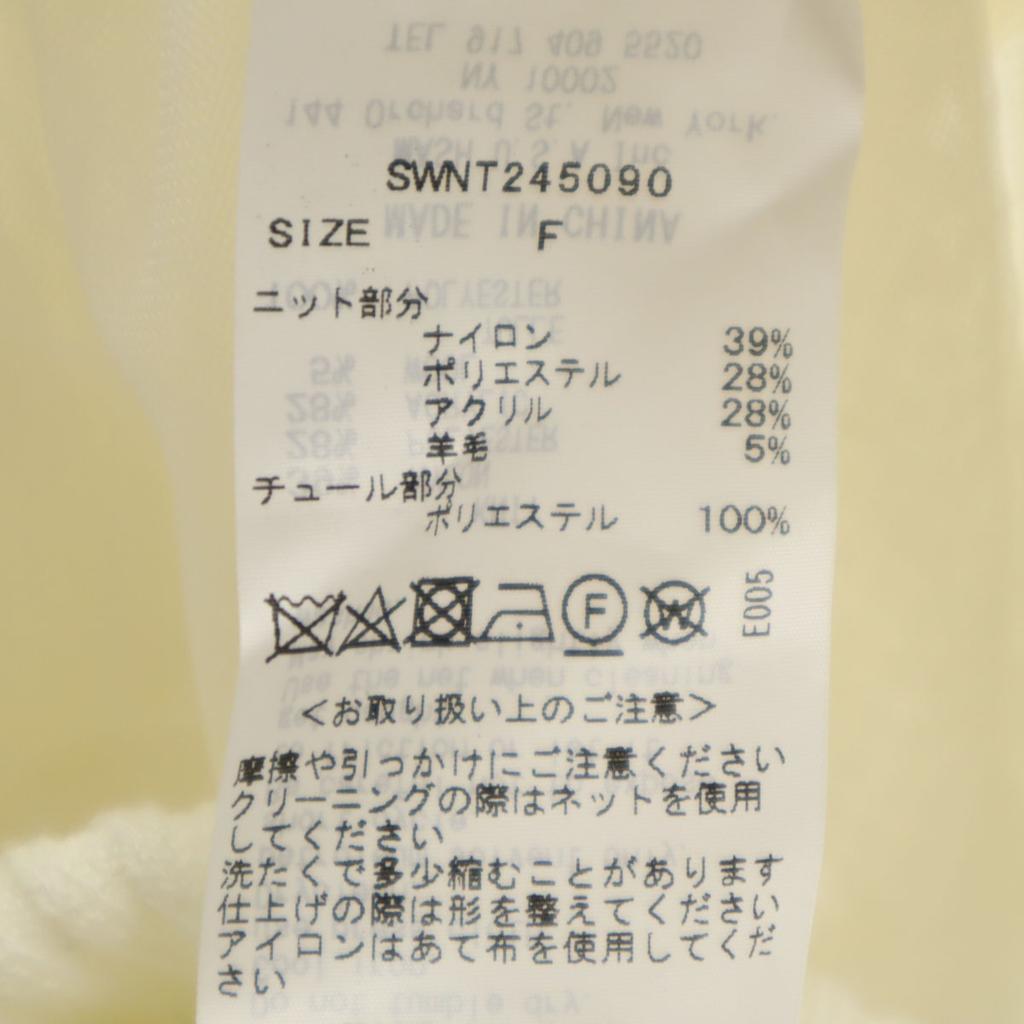 SWNT245090
SIZE F
ニット部分
ナイロン 39%
ポリエステル 28%
アクリル 28%
羊毛 5%
チュール部分
ポリエステル 100%
F W E005
<お取り扱い上のご注意>
摩擦や引っかけにご注意ください
クリーニングの際はネットを使用
してください
洗たくで多少縮むことがあります
仕上げの際は形を整えてください
アイロンはあて布を使用してくだ
さい